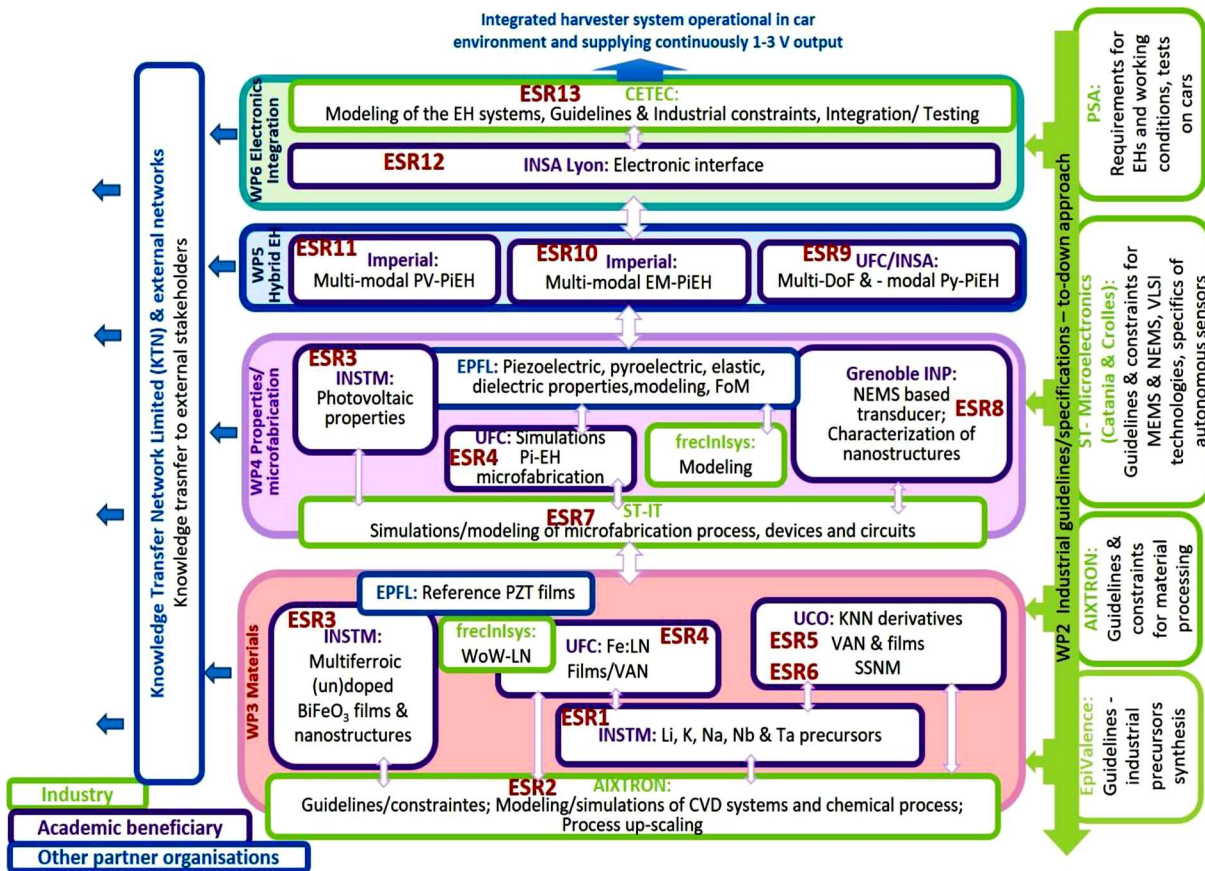 Integrated harvester system operational in car
environment and supplying continuously 1-3 V output
Knowledge Transfer Network Limited (KTN) & external networks
Knowledge trasnfer to external stakeholders
WP6 Electronics
Integration
ESR13
CETEC:
Modeling of the EH systems, Guidelines & Industrial constraints, Integration/ Testing
ESR12
INSA Lyon: Electronic interface
WP5
Hybrid EH
ESR11
Imperial:
Multi-modal PV-PiEH
ESR10
Imperial:
Multi-modal EM-PiEH
ESR9
UFC/INSA:
Multi-DoF & - modal Py-PiEH
WP4 Properties/
microfabrication
ESR3
INSTM:
Photovoltaic
properties
EPFL: Piezoelectric, pyroelectric, elastic,
dielectric properties,modeling, FoM
UFC: Simulations
ESR4
Pi-EH
microfabrication
frecInlsys:
Modeling
Grenoble INP:
NEMS based
transducer;
ESR8
Characterization of
nanostructures
ESR7
ST-IT
Simulations/modeling of microfabrication process, devices and circuits
WP3 Materials
EPFL: Reference PZT films
ESR3
INSTM:
Multiferroic
(un)doped
BiFeO3 films &
nanostructures
frecInlsys:
WoW-LN
ESR4
UFC: Fe:LN
Films/VAN
UCO: KNN derivatives
ESR5
VAN & films
ESR6
SSNM
ESR1
INSTM: Li, K, Na, Nb & Ta precursors
ESR2
AIXTRON:
Guidelines/constraintes; Modeling/simulations of CVD systems and chemical process;
Process up-scaling
WP2 Industrial guidelines/specifications – to-down approach
PSA:
Requirements for
EHs and working
conditions, tests
on cars
ST- Microelectronics
(Catania & Crolles):
Guidelines & constraints for
MEMS & NEMS, VLSI
technologies, specifics of
autonomous sensors
AIXTRON:
Guidelines &
constraints
for material
processing
EpiValence:
Guidelines -
industrial
precursors
synthesis
Industry
Academic beneficiary
Other partner organisations